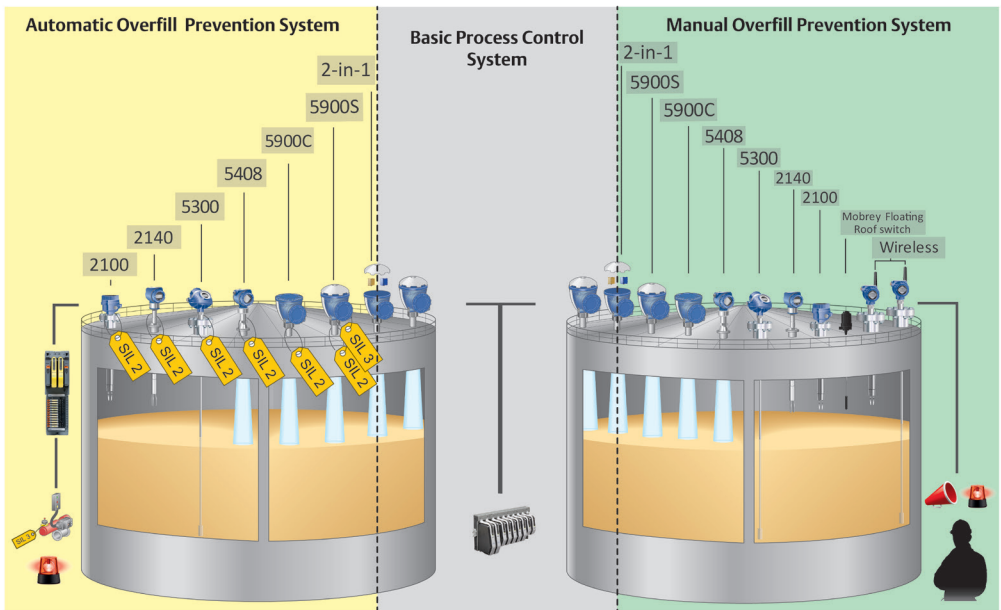 Automatic Overfill Prevention System
Basic Process Control
System
Manual Overfill Prevention System
2-in-1
5900S
5900C
5408
5300
2140
2100
SIL 2
SIL 2
SIL 2
SIL 2
SIL 2
SIL 3
SIL 2
SIL 3
2-in-1
5900S
5900C
5408
5300
2140
2100
Mobrey Floating
Roof switch
Wireless